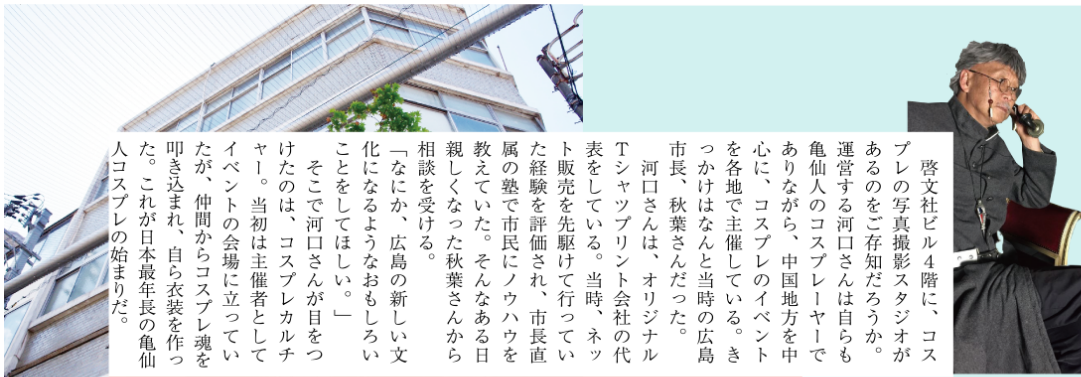 啓文社ビル4階に、コス
プレの写真撮影スタジオが
あるのをご存知だろうか。
運営する河口さんは自らも
亀仙人のコスプレーヤーで
ありながら、中国地方を中
心に、コスプレのイベント
を各地で主催している。き
っかけはなんと当時の広島
市長、秋葉さんだった。
河口さんは、オリジナル
Tシャツプリント会社の代
表をしている。当時、ネッ
ト販売を先駆けて行ってい
た経験を評価され、市長直
属の塾で市民にノウハウを
教えていた。そんなある日
親しくなった秋葉さんから
相談を受ける。
「なにか、広島の新しい文
化になるようなおもしろい
ことをしてほしい。」
そこで河口さんが目をつ
けたのは、コスプレカルチ
ャー。当初は主催者として
イベントの会場に立ってい
たが、仲間からコスプレ魂を
叩き込まれ、自ら衣装を作っ
た。これが日本最年長の亀仙
人コスプレの始まりだ。